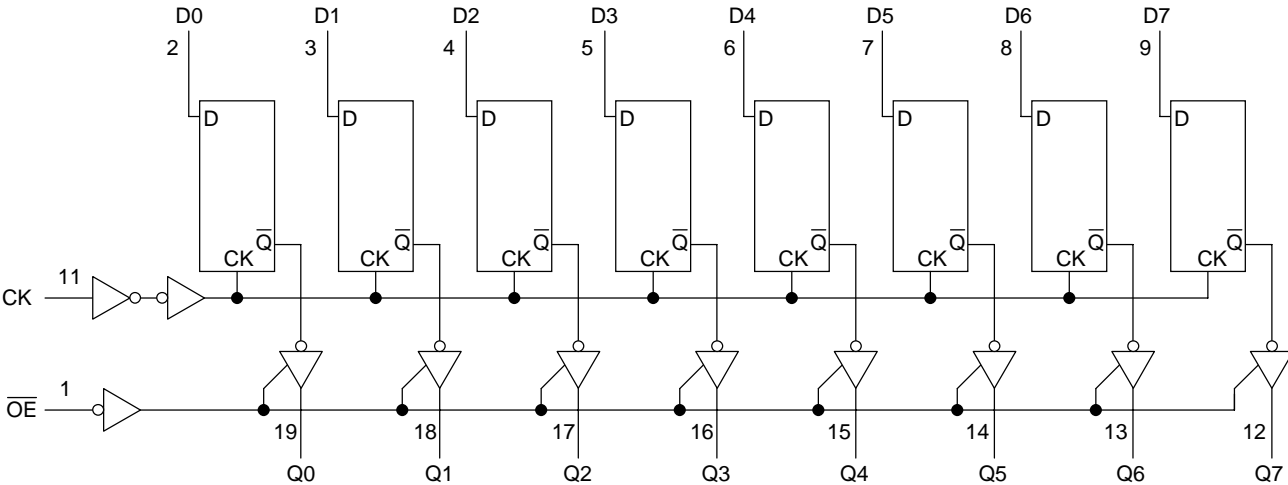 D0 D1 D2 D3 D4 D5 D6 D7
2 3 4 5 6 7 8 9
D D D D D D D D
Q̅ Q̅ Q̅ Q̅ Q̅ Q̅ Q̅ Q̅
CK CK CK CK CK CK CK CK
11
CK
1
O̅E̅
19 18 17 16 15 14 13 12
Q0 Q1 Q2 Q3 Q4 Q5 Q6 Q7